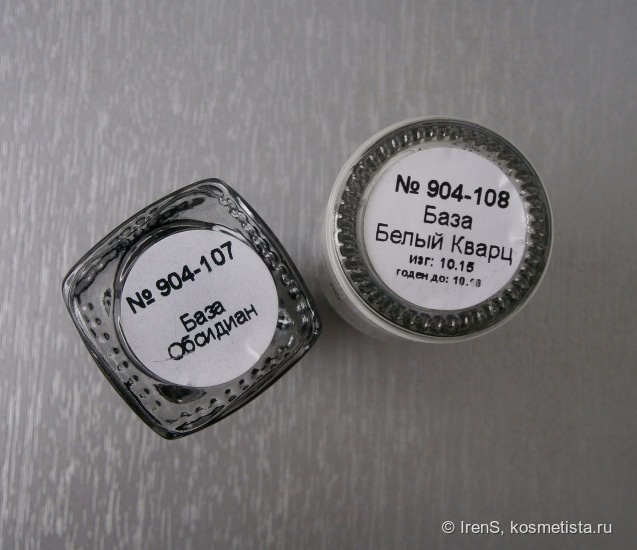 № 904-107
База
Обсидиан
№ 904-108
База
Белый Кварц
изг: 10.15
годен до: 10.18
© IrenS, kosmetista.ru